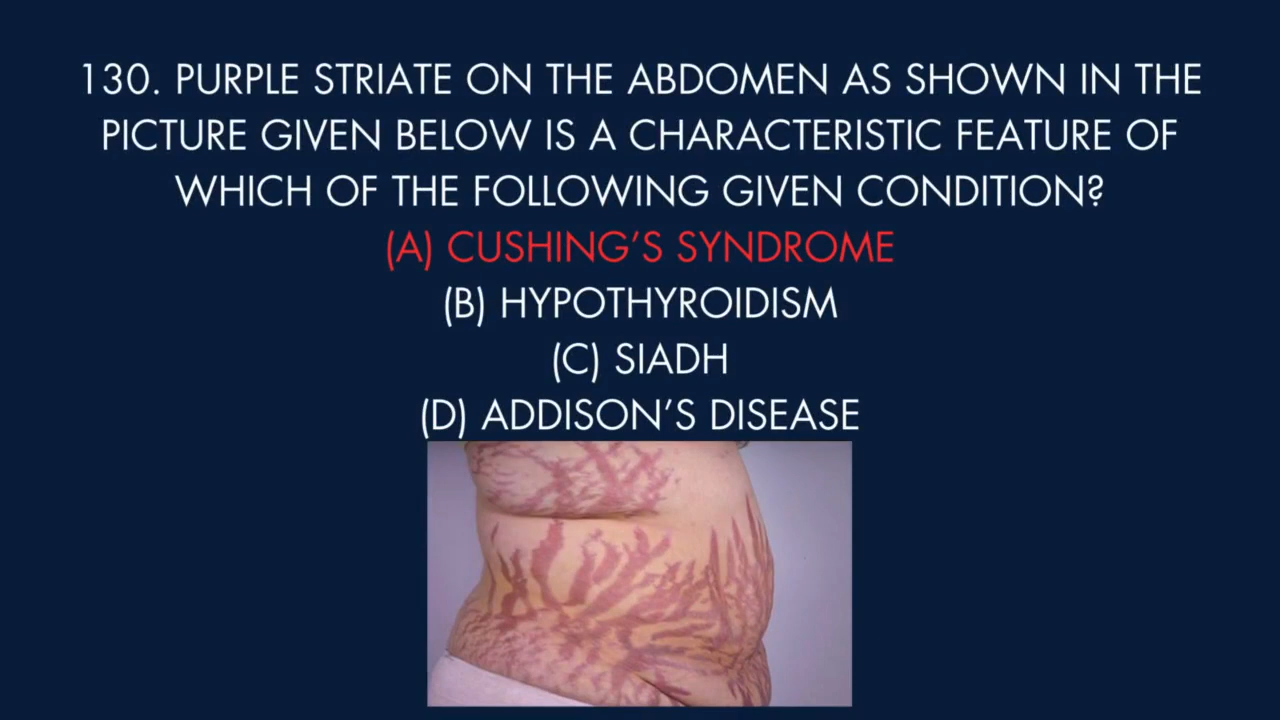 130. PURPLE STRIATE ON THE ABDOMEN AS SHOWN IN THE
PICTURE GIVEN BELOW IS A CHARACTERISTIC FEATURE OF
WHICH OF THE FOLLOWING GIVEN CONDITION?
(A) CUSHING’S SYNDROME
(B) HYPOTHYROIDISM
(C) SIADH
(D) ADDISON’S DISEASE